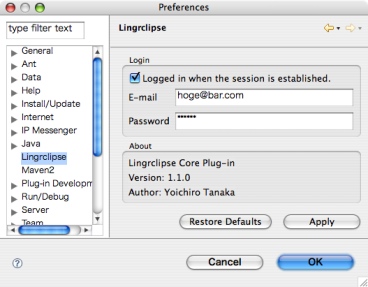 Preferences
type filter text
General
Ant
Data
Help
Install/Update
Internet
IP Messenger
Java
Lingrclipse
Maven2
Plug-in Developm
Run/Debug
Server
Team
Lingrclipse
Login
Logged in when the session is established.
E-mail hoge@bar.com
Password ••••••
About
Lingrclipse Core Plug-in
Version: 1.1.0
Author: Yoichiro Tanaka
Restore Defaults Apply
? Cancel OK